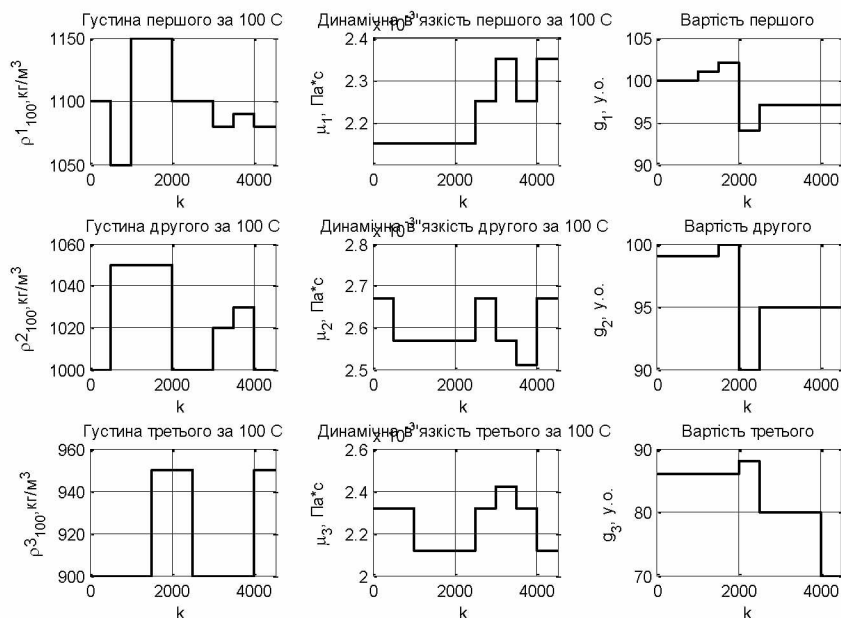 Густина першого за 100 С
1150
1100
1050
ρ1100,кг/м3
0 2000 4000
k
Динамічна в"язкість першого за 100 С
x 10-3
2.4
2.3
2.2
μ1, Па*с
0 2000 4000
k
Вартість першого
105
100
95
90
g1, у.о.
0 2000 4000
k
Густина другого за 100 С
1060
1040
1020
1000
ρ2100,кг/м3
0 2000 4000
k
Динамічна в"язкість другого за 100 С
x 10-3
2.8
2.7
2.6
2.5
μ2, Па*с
0 2000 4000
k
Вартість другого
100
95
90
g2, у.о.
0 2000 4000
k
Густина третього за 100 С
960
940
920
900
ρ3100,кг/м3
0 2000 4000
k
Динамічна в"язкість третього за 100 С
x 10-3
2.6
2.4
2.2
2
μ3, Па*с
0 2000 4000
k
Вартість третього
90
80
70
g3, у.о.
0 2000 4000
k